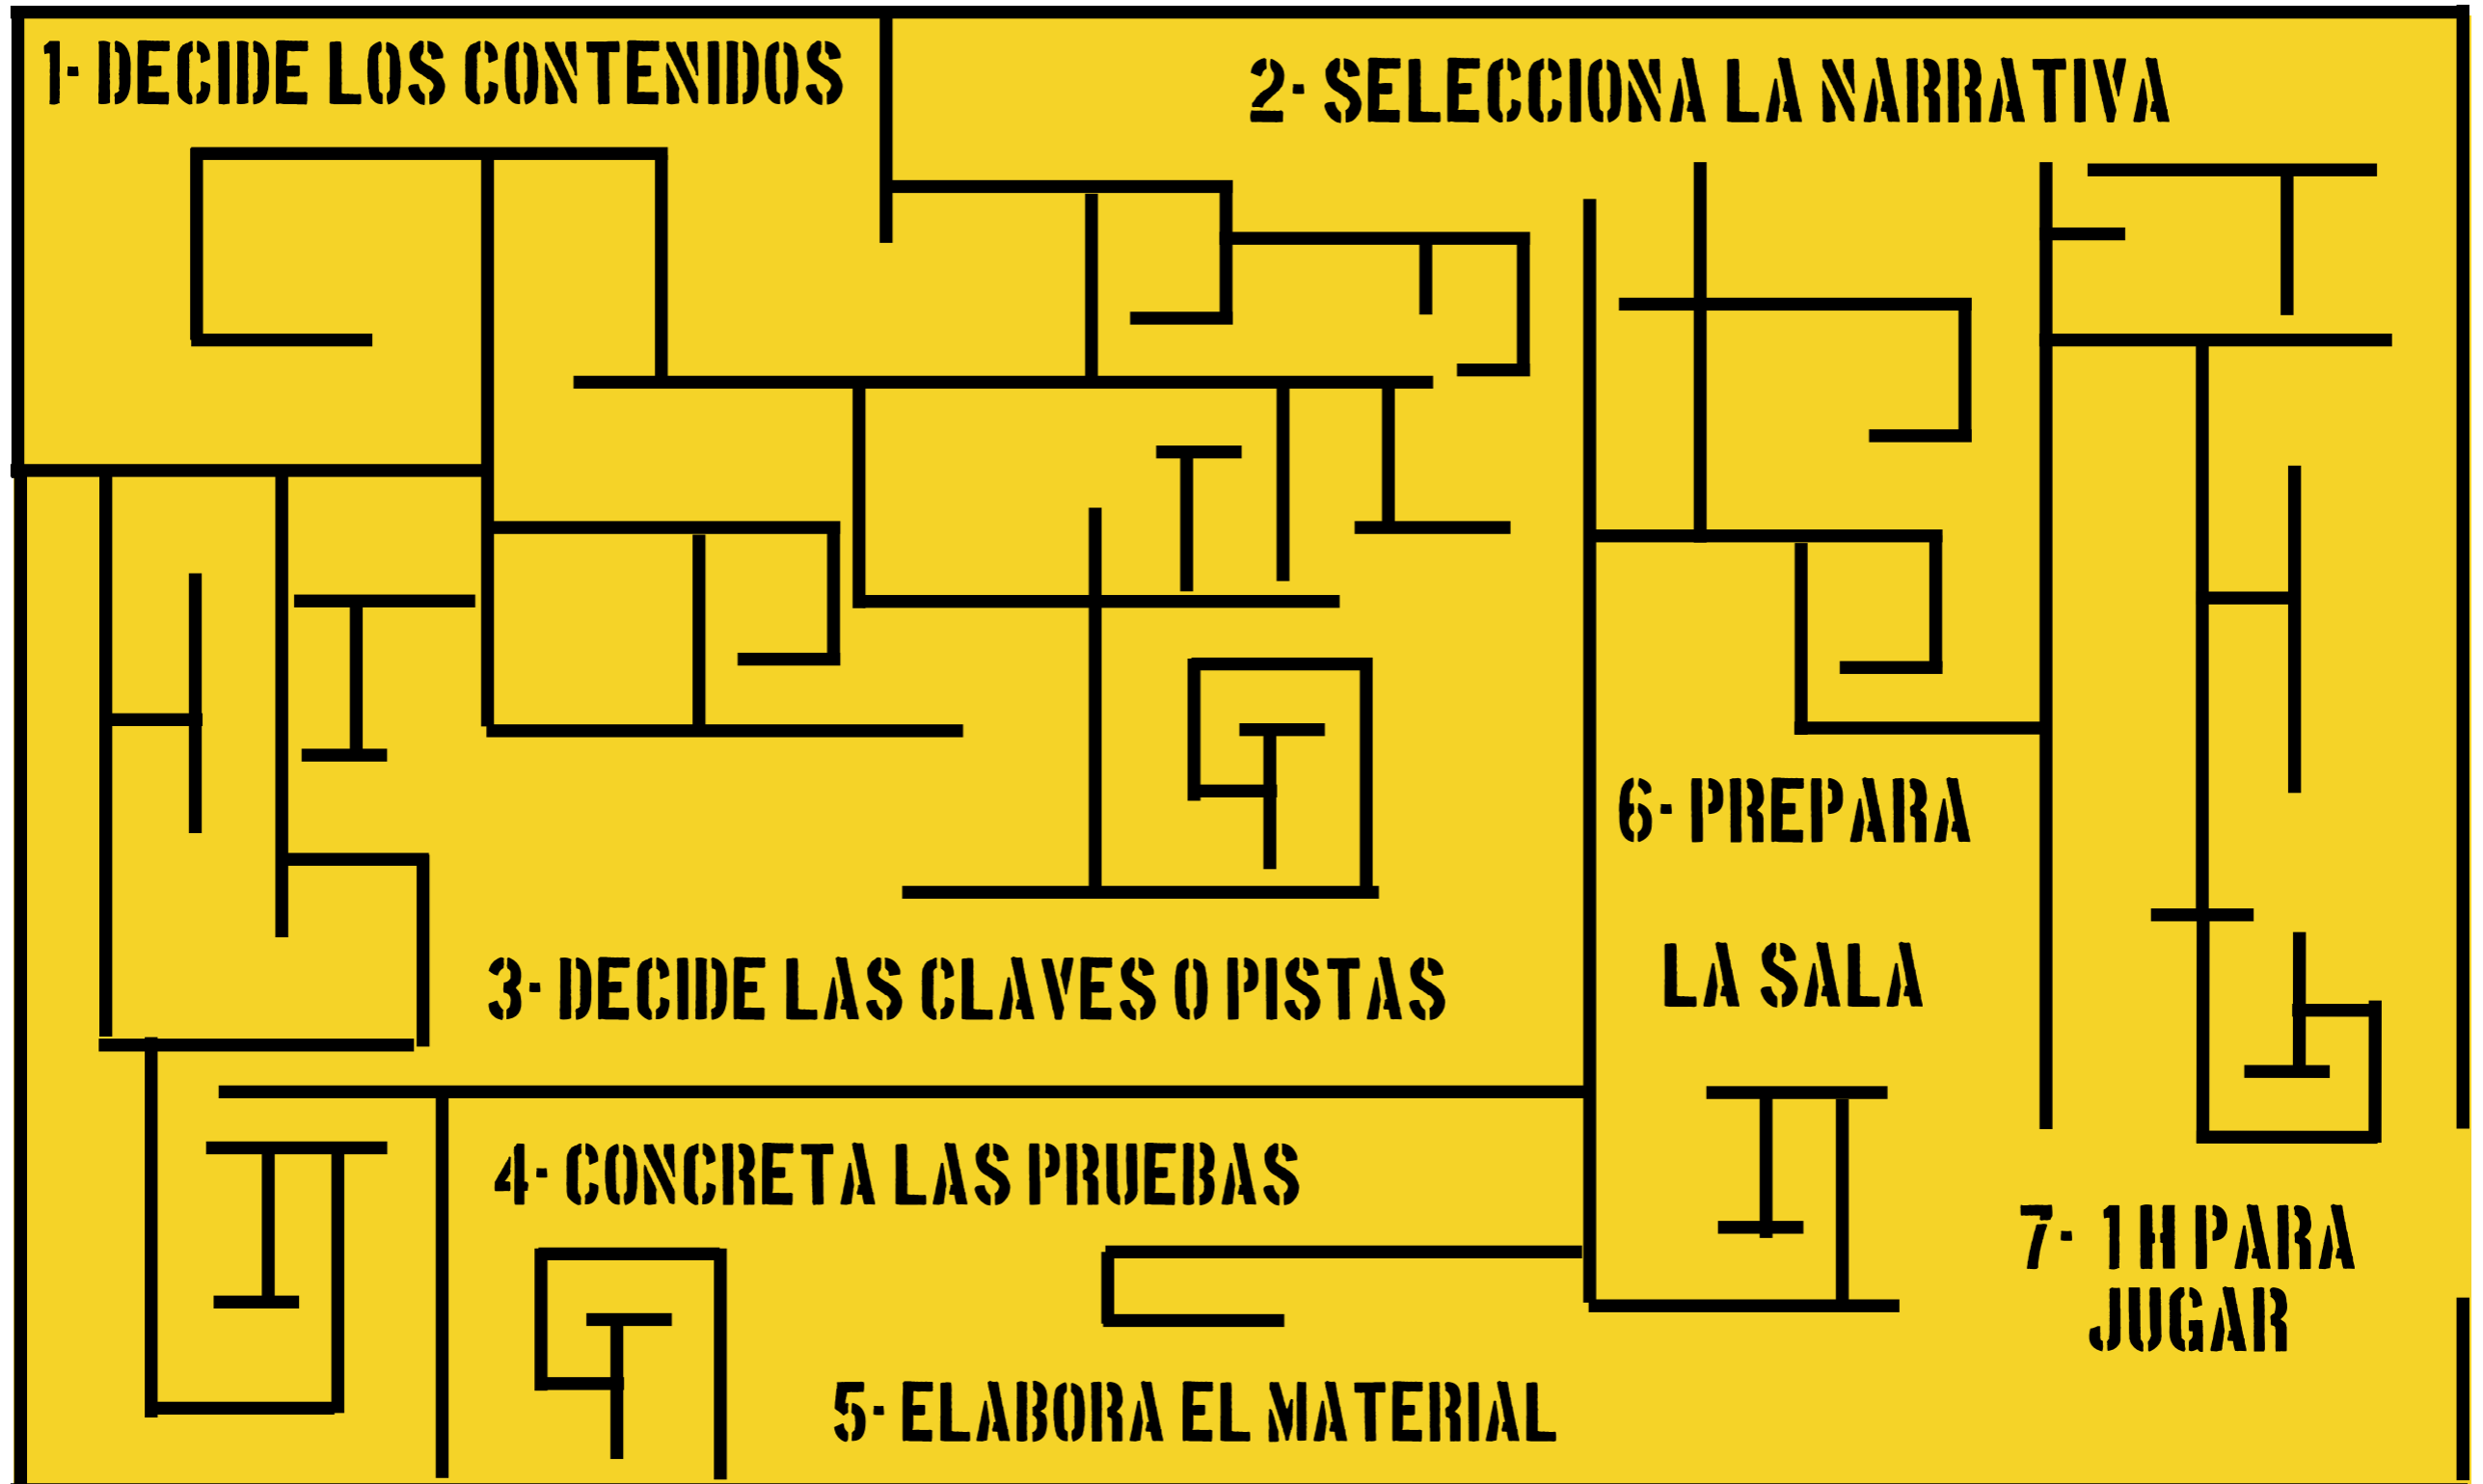 1- DECIDE LOS CONTENIDOS
2- SELECCIONA LA NARRATIVA
3- DECIDE LAS CLAVES O PISTAS
4- CONCRETA LAS PRUEBAS
5- ELABORA EL MATERIAL
6- PREPARA
LA SALA
7- 1H PARA
JUGAR